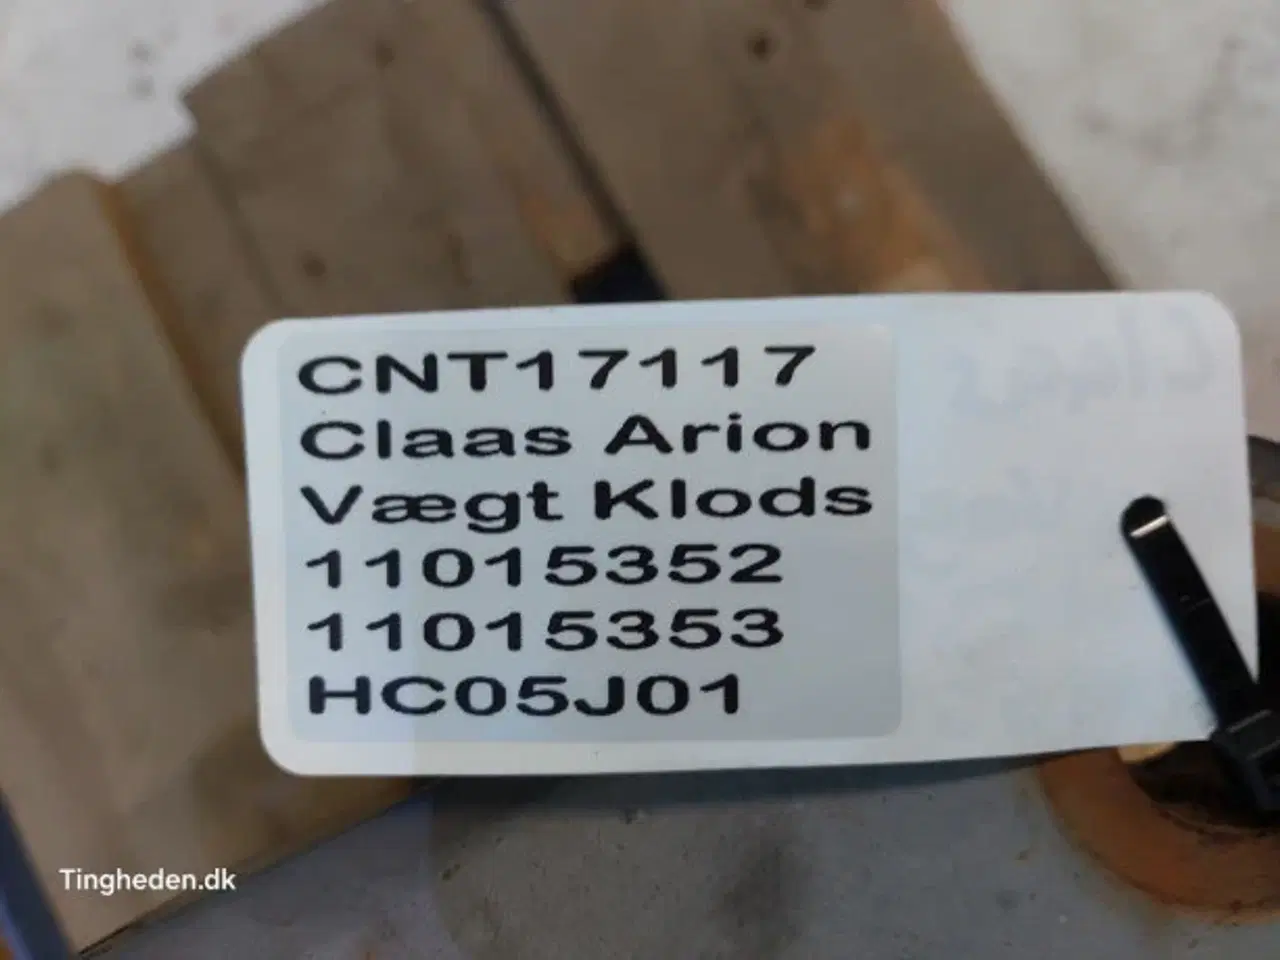 CNT17117
Claas Arion
Vægt Klods
11015352
11015353
HC05J01
Tingheden.dk